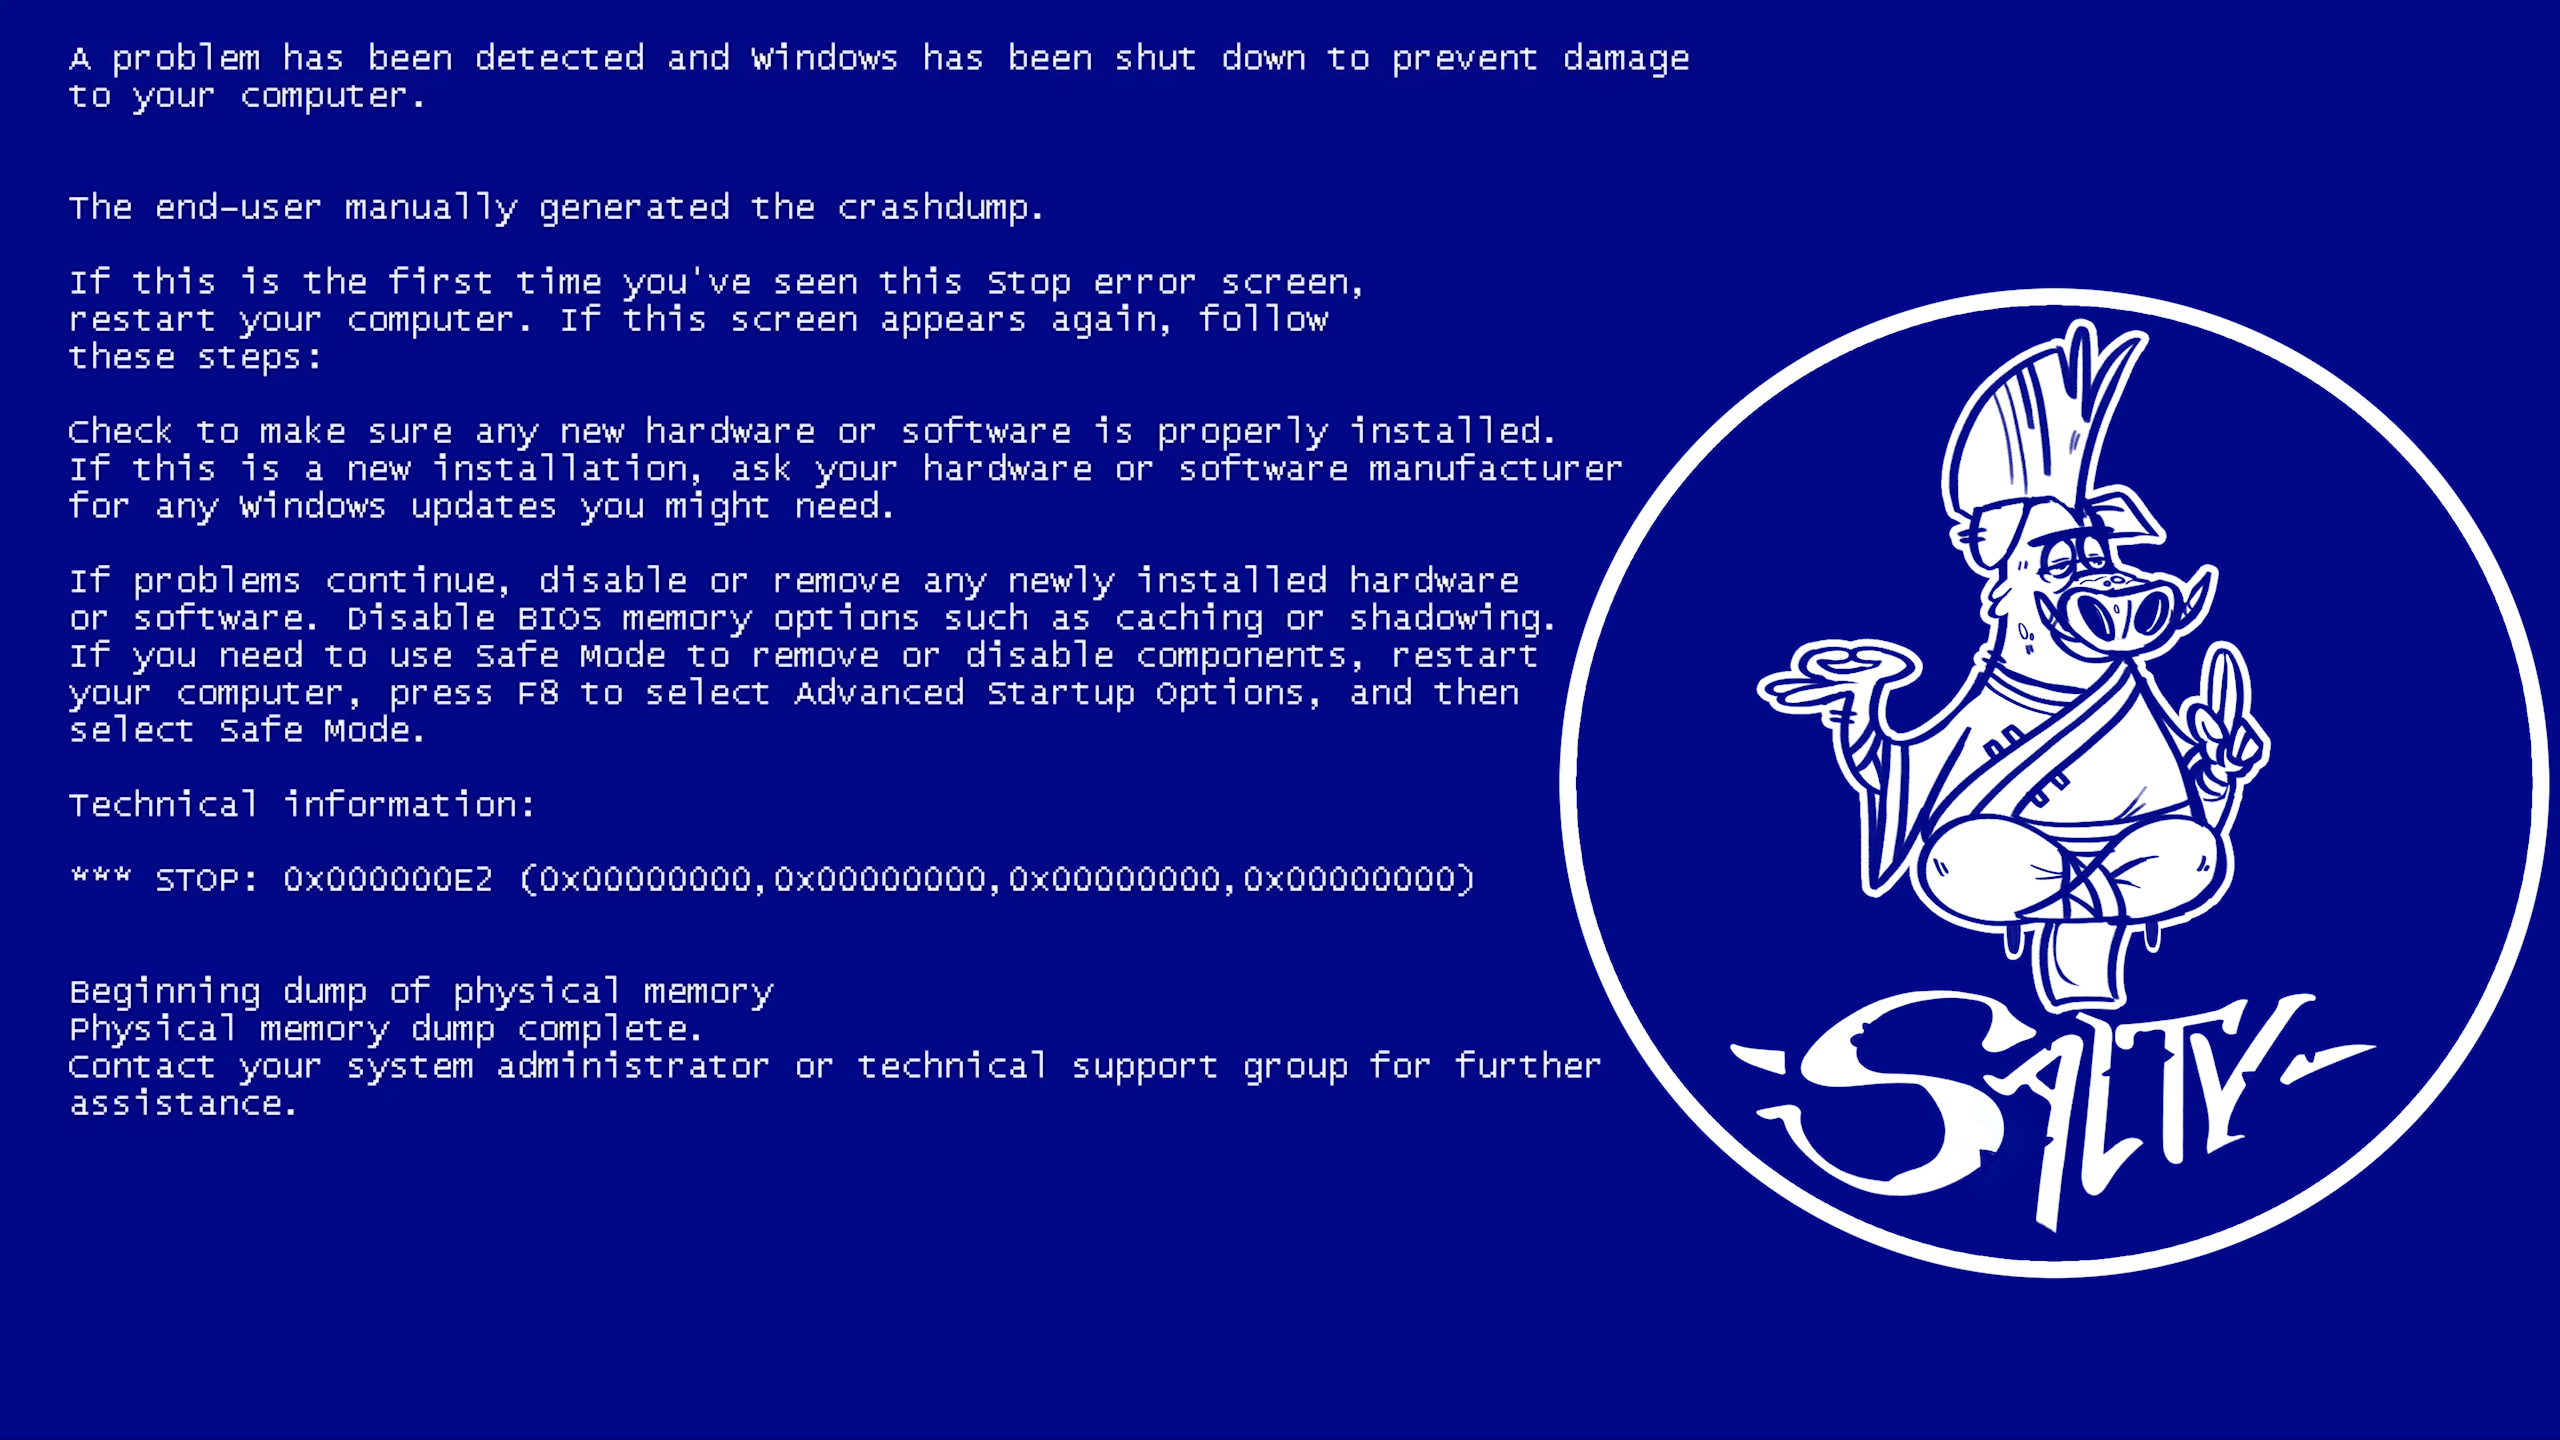 A problem has been detected and Windows has been shut down to prevent damage
to your computer.
The end-user manually generated the crashdump.
If this is the first time you've seen this Stop error screen,
restart your computer. If this screen appears again, follow
these steps:
Check to make sure any new hardware or software is properly installed.
If this is a new installation, ask your hardware or software manufacturer
for any Windows updates you might need.
If problems continue, disable or remove any newly installed hardware
or software. Disable BIOS memory options such as caching or shadowing.
If you need to use Safe Mode to remove or disable components, restart
your computer, press F8 to select Advanced Startup Options, and then
select Safe Mode.
Technical information:
*** STOP: 0x000000E2 (0x00000000,0x00000000,0x00000000,0x00000000)
Beginning dump of physical memory
Physical memory dump complete.
Contact your system administrator or technical support group for further
assistance.
SALTY